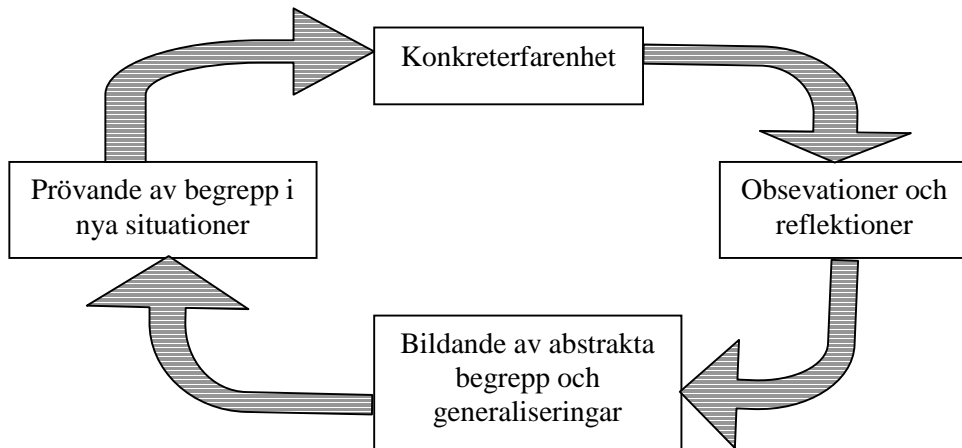 Konkreterfarenhet
Prövande av begrepp i
nya situationer
Obsevationer och
reflektioner
Bildande av abstrakta
begrepp och
generaliseringar